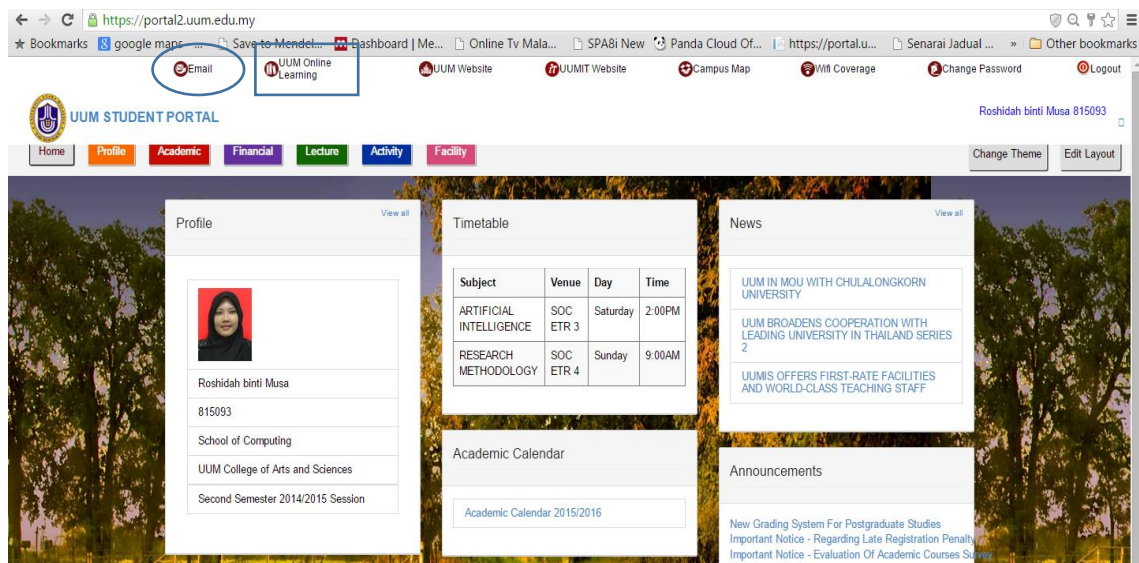 https://portal2.uum.edu.my
Bookmarks google maps - ... Save to Mendel... Dashboard | Me... Online Tv Mala... SPA8i New Panda Cloud Of... https://portal.u... Senarai Jadual ... » Other bookmarks
Email UUM Online Learning UUM Website UUMIT Website Campus Map Wifi Coverage Change Password Logout
UUM STUDENT PORTAL
Roshidah binti Musa 815093
Home Profile Academic Financial Lecture Activity Facility Change Theme Edit Layout
Profile View all
Roshidah binti Musa
815093
School of Computing
UUM College of Arts and Sciences
Second Semester 2014/2015 Session
Timetable
Subject Venue Day Time
ARTIFICIAL INTELLIGENCE SOC ETR 3 Saturday 2:00PM
RESEARCH METHODOLOGY SOC ETR 4 Sunday 9:00AM
Academic Calendar
Academic Calendar 2015/2016
News View all
UUM IN MOU WITH CHULALONGKORN
UNIVERSITY
UUM BROADENS COOPERATION WITH
LEADING UNIVERSITY IN THAILAND SERIES
2
UUMIS OFFERS FIRST-RATE FACILITIES
AND WORLD-CLASS TEACHING STAFF
Announcements
New Grading System For Postgraduate Studies
Important Notice - Regarding Late Registration Penalty
Important Notice - Evaluation Of Academic Courses Survey